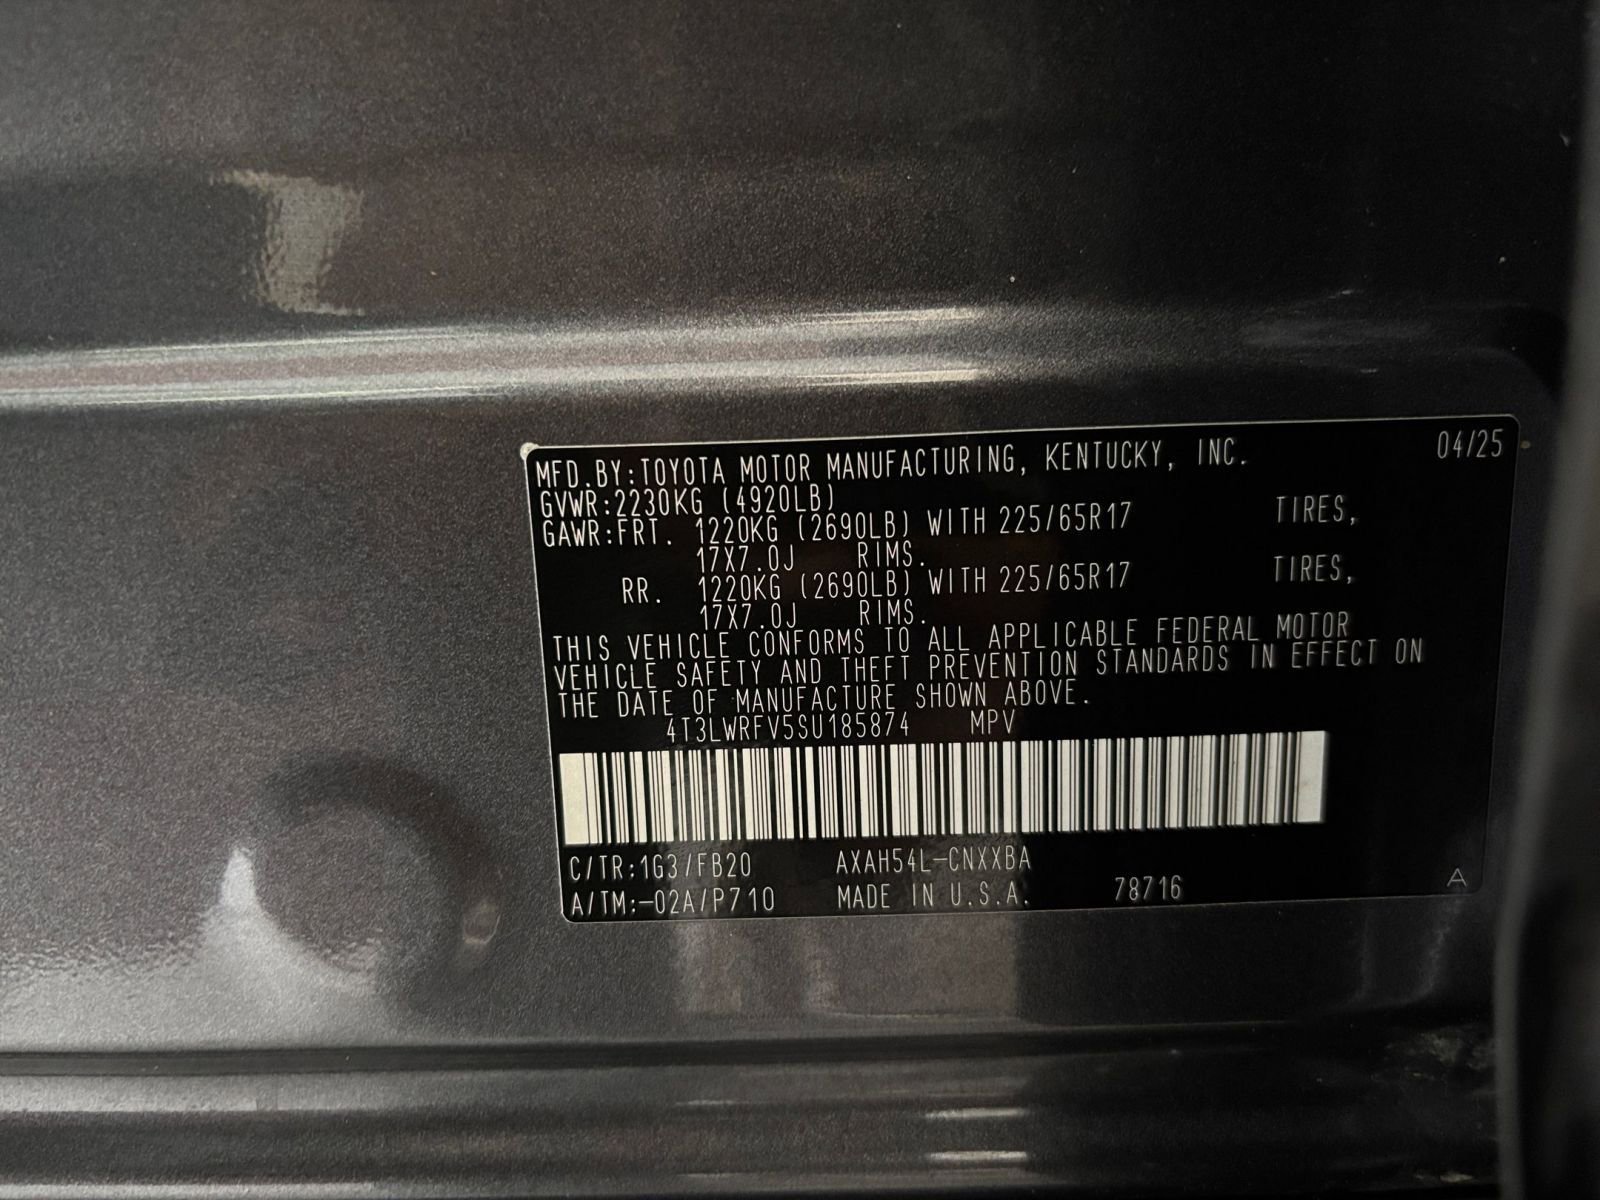 MFD.BY:TOYOTA MOTOR MANUFACTURING, KENTUCKY, INC. 04/25
GVWR:2230KG (4920LB)
GAWR:FRT. 1220KG (2690LB) WITH 225/65R17 TIRES,
17X7.0J RIMS.
RR. 1220KG (2690LB) WITH 225/65R17 TIRES,
17X7.0J RIMS.
THIS VEHICLE CONFORMS TO ALL APPLICABLE FEDERAL MOTOR
VEHICLE SAFETY AND THEFT PREVENTION STANDARDS IN EFFECT ON
THE DATE OF MANUFACTURE SHOWN ABOVE.
4T3LWRFV5SU185874 MPV
C/TR:1G3/FB20 AXAH54L-CNXXBA
A/TM:-02A/P710 MADE IN U.S.A. 78716 A